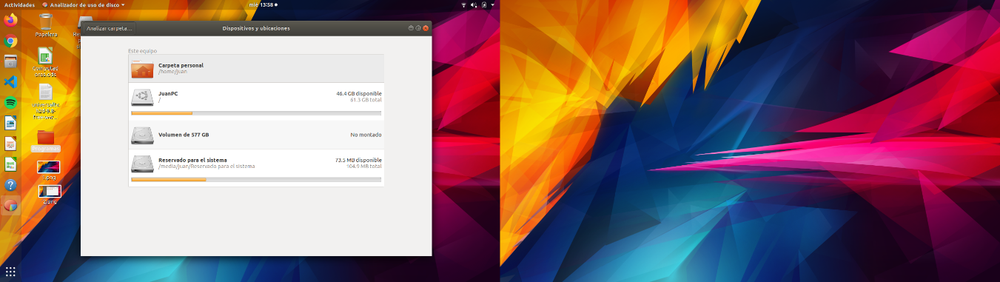 Actividades
Analizador de uso de disco
mié 13:58
Analizar carpeta…
Dispositivos y ubicaciones
Papelera
Computad
ores.ods
Programas
1.png
2.png
Este equipo
Carpeta personal
/home/juan
JuanPC
46.4 GB disponible
/
61.3 GB total
Volumen de 577 GB
No montado
Reservado para el sistema
73.5 MB disponible
/media/juan/Reservado para el sistema
104.9 MB total